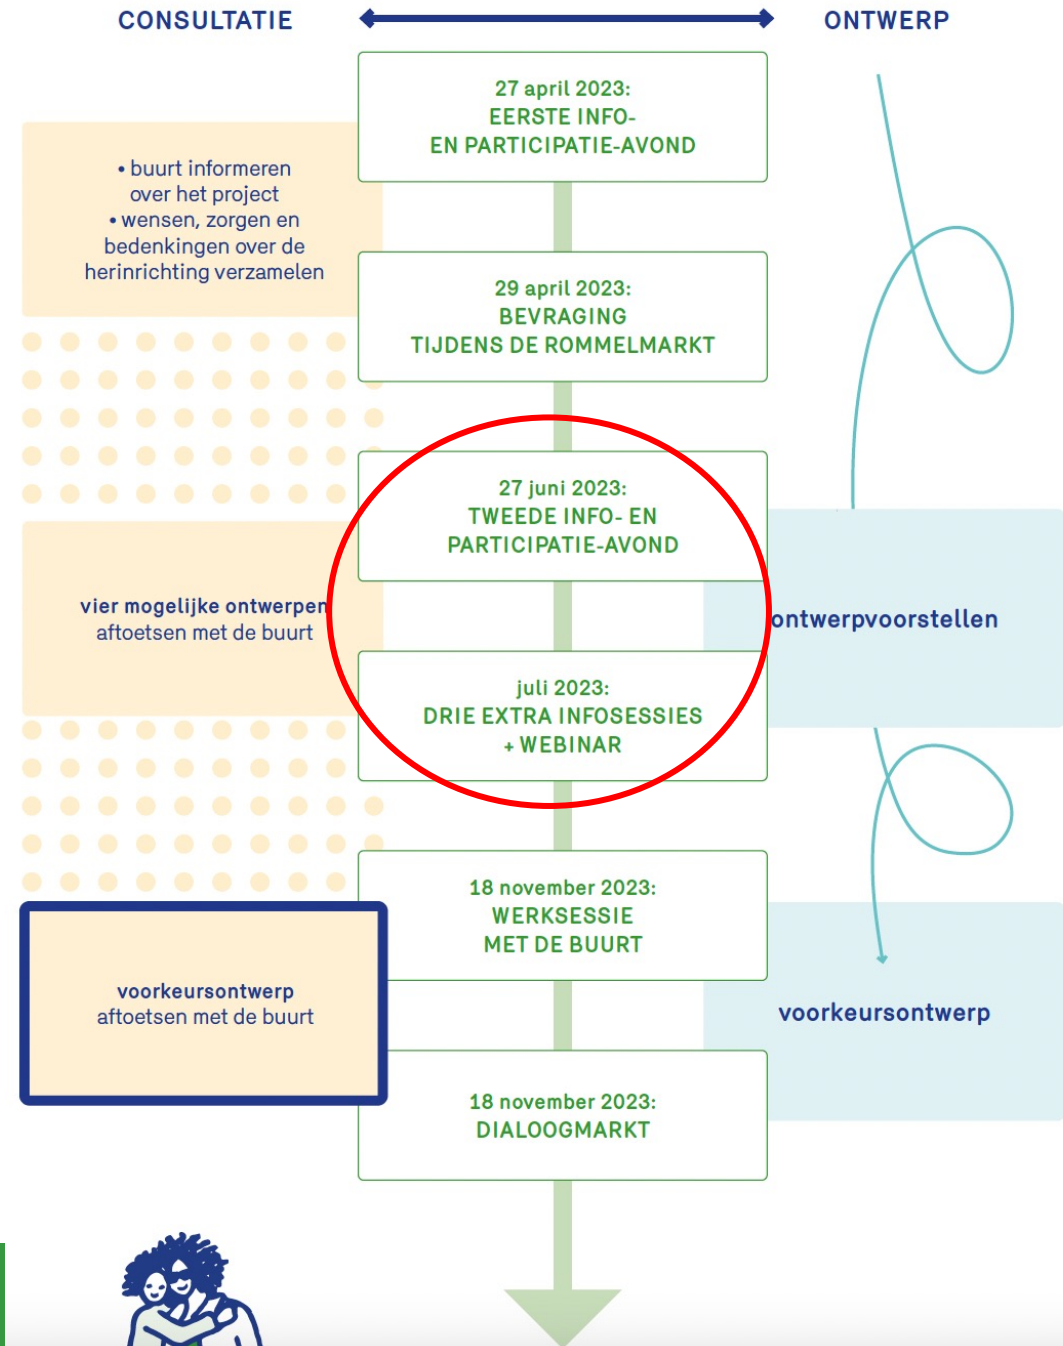 CONSULTATIE
ONTWERP
27 april 2023:
EERSTE INFO-
EN PARTICIPATIE-AVOND
• buurt informeren
over het project
• wensen, zorgen en
bedenkingen over de
herinrichting verzamelen
29 april 2023:
BEVRAGING
TIJDENS DE ROMMELMARKT
27 juni 2023:
TWEEDE INFO- EN
PARTICIPATIE-AVOND
vier mogelijke ontwerpen
aftoetsen met de buurt
ontwerpvoorstellen
juli 2023:
DRIE EXTRA INFOSESSIES
+ WEBINAR
18 november 2023:
WERKSESSIE
MET DE BUURT
voorkeursontwerp
aftoetsen met de buurt
voorkeursontwerp
18 november 2023:
DIALOOGMARKT